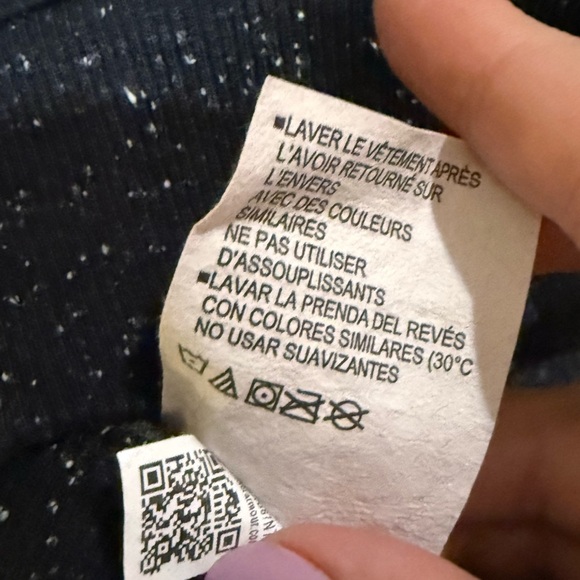 ■LAVER LE VÊTEMENT APRÈS
L'AVOIR RETOURNÉ SUR
L'ENVERS
AVEC DES COULEURS
SIMILAIRES
NE PAS UTILISER
D'ASSOUPLISSANTS
■LAVAR LA PRENDA DEL REVÉS
CON COLORES SIMILARES (30°C
NO USAR SUAVIZANTES